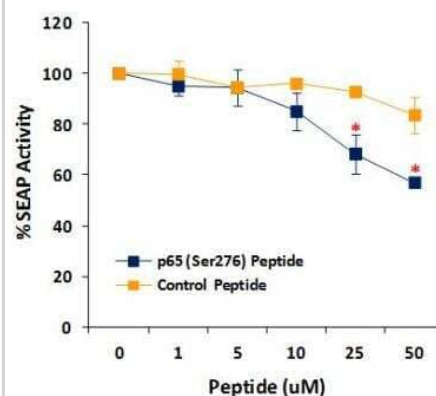 120
100
80
60
40
20
0
%SEAP Activity
*
*
p65 (Ser276) Peptide
Control Peptide
0 1 5 10 25 50
Peptide (uM)